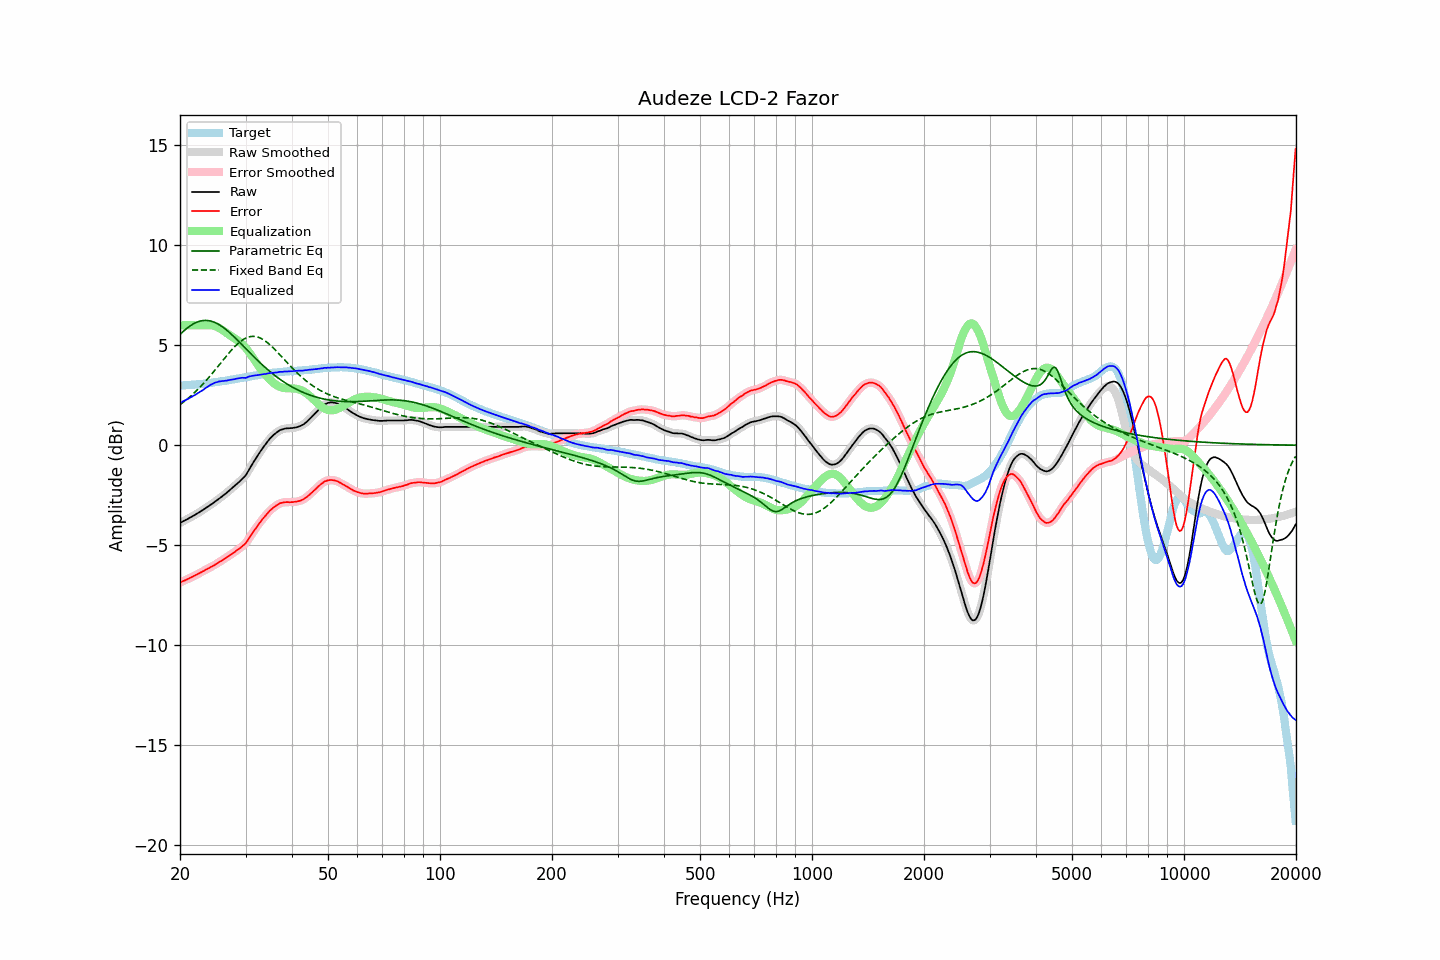 Audeze LCD-2 Fazor
Target
Raw Smoothed
Error Smoothed
Raw
Error
Equalization
Parametric Eq
Fixed Band Eq
Equalized
15
10
5
0
−5
−10
−15
−20
Amplitude (dBr)
20 50 100 200 500 1000 2000 5000 10000 20000
Frequency (Hz)